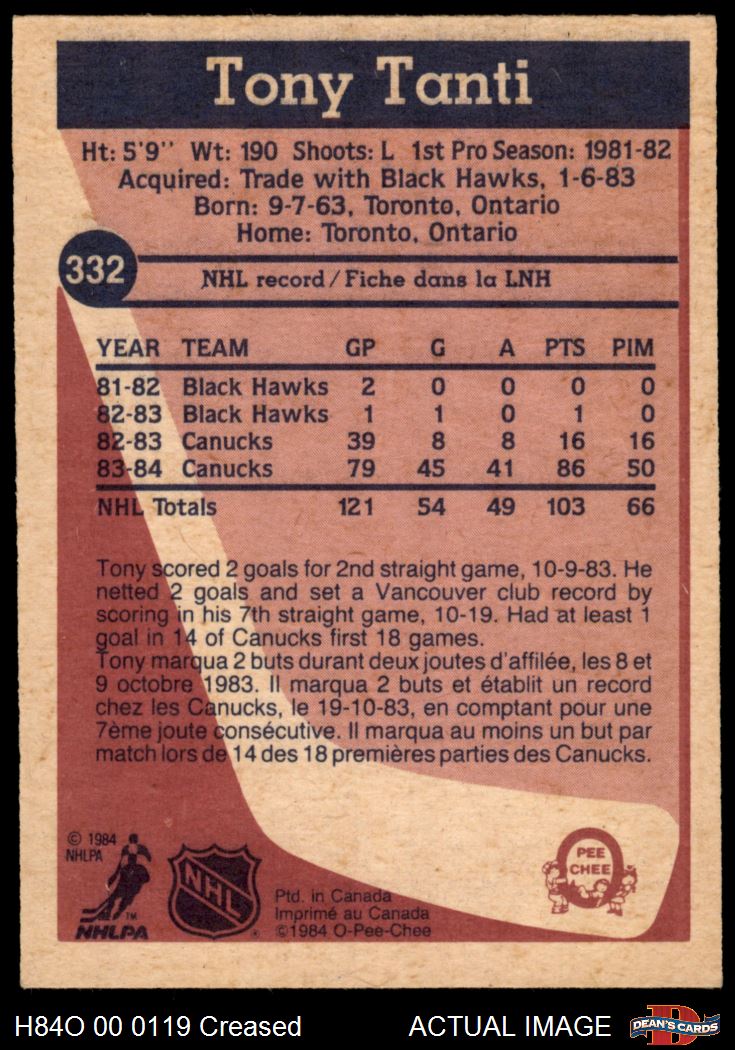 Tony Tanti
Ht: 5'9'' Wt: 190 Shoots: L 1st Pro Season: 1981-82
Acquired: Trade with Black Hawks, 1-6-83
Born: 9-7-63, Toronto, Ontario
Home: Toronto, Ontario
332 NHL record / Fiche dans la LNH
YEAR TEAM GP G A PTS PIM
81-82 Black Hawks 2 0 0 0 0
82-83 Black Hawks 1 1 0 1 0
82-83 Canucks 39 8 8 16 16
83-84 Canucks 79 45 41 86 50
NHL Totals 121 54 49 103 66
Tony scored 2 goals for 2nd straight game, 10-9-83. He
netted 2 goals and set a Vancouver club record by
scoring in his 7th straight game, 10-19. Had at least 1
goal in 14 of Canucks first 18 games.
Tony marqua 2 buts durant deux joutes d'affilée, les 8 et
9 octobre 1983. Il marqua 2 buts et établit un record
chez les Canucks, le 19-10-83, en comptant pour une
7ème joute consécutive. Il marqua au moins un but par
match lors de 14 des 18 premières parties des Canucks.
© 1984
NHLPA
TM
NHLPA
NHL
®
Ptd. in Canada
Imprimé au Canada
©1984 O-Pee-Chee
PEE
CHEE
H84O 00 0119 Creased ACTUAL IMAGE
D
DEAN'S CARDS